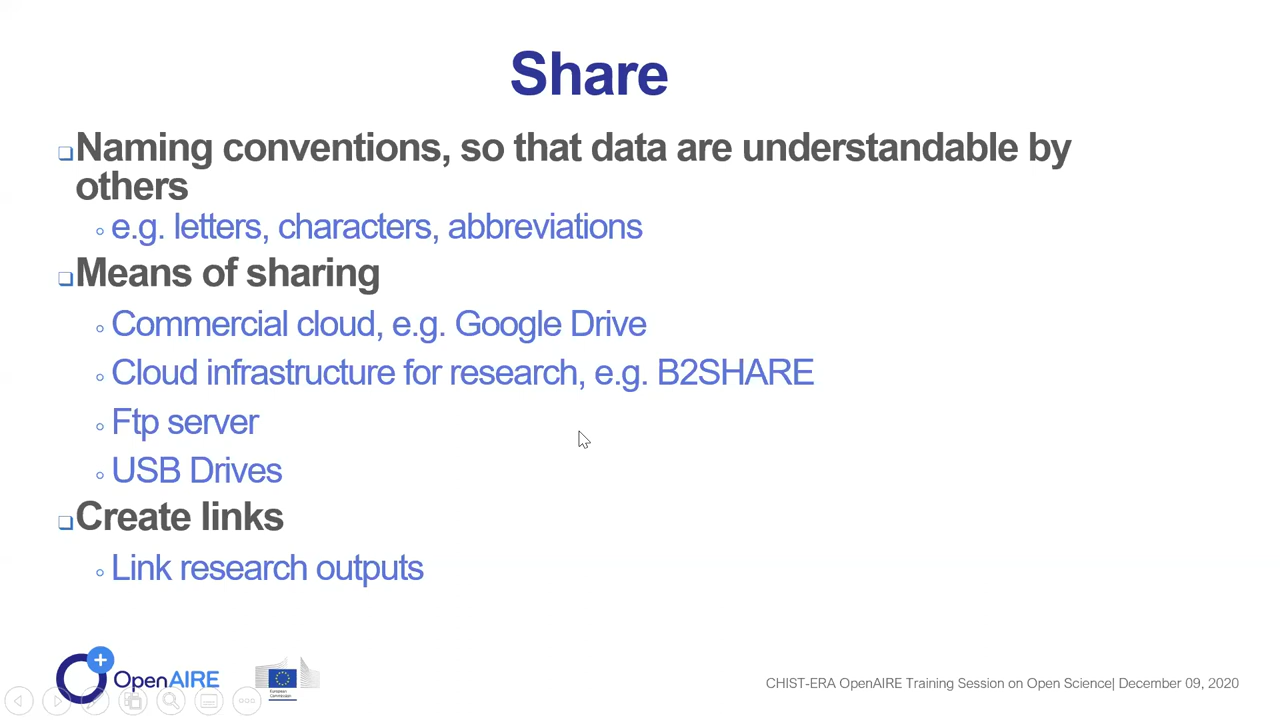 Share
Naming conventions, so that data are understandable by
others
e.g. letters, characters, abbreviations
Means of sharing
Commercial cloud, e.g. Google Drive
Cloud infrastructure for research, e.g. B2SHARE
Ftp server
USB Drives
Create links
Link research outputs
OpenAIRE
European
Commission
CHIST-ERA OpenAIRE Training Session on Open Science| December 09, 2020